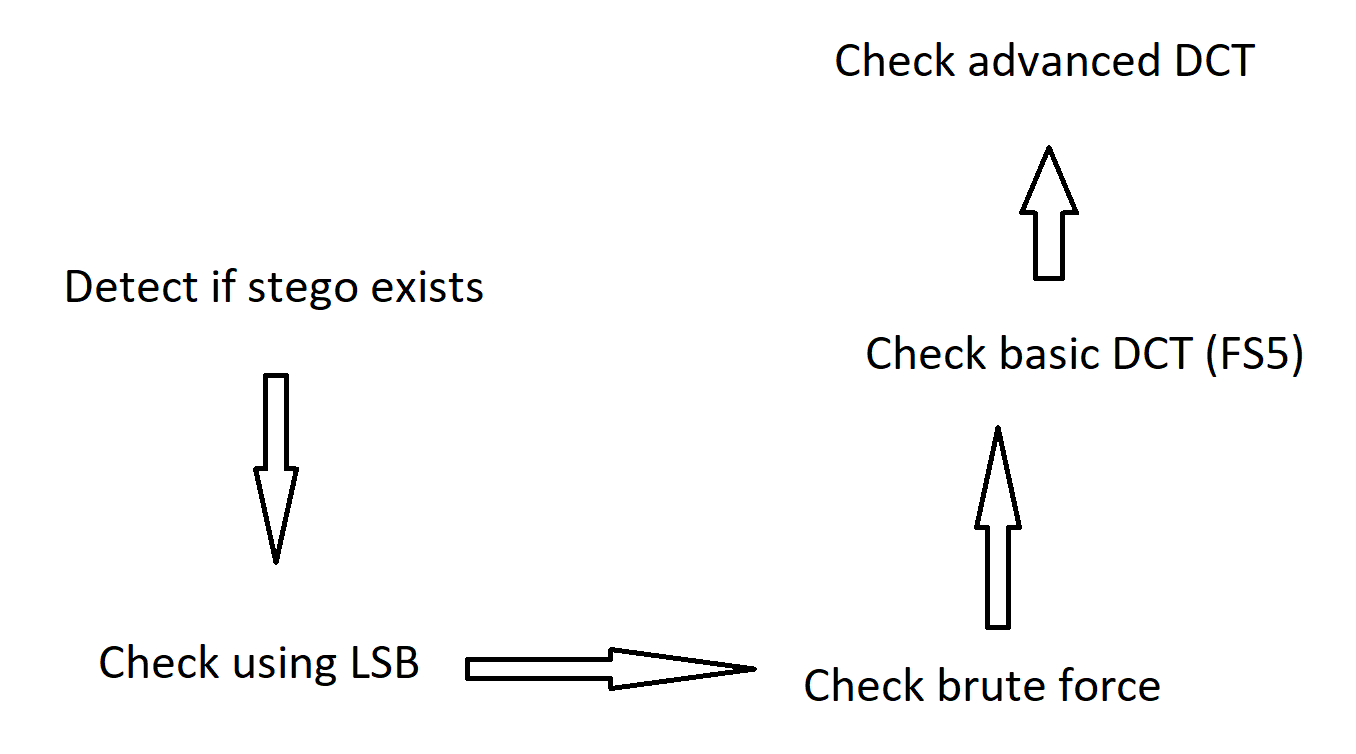 Check advanced DCT
Detect if stego exists
Check basic DCT (FS5)
Check using LSB
Check brute force